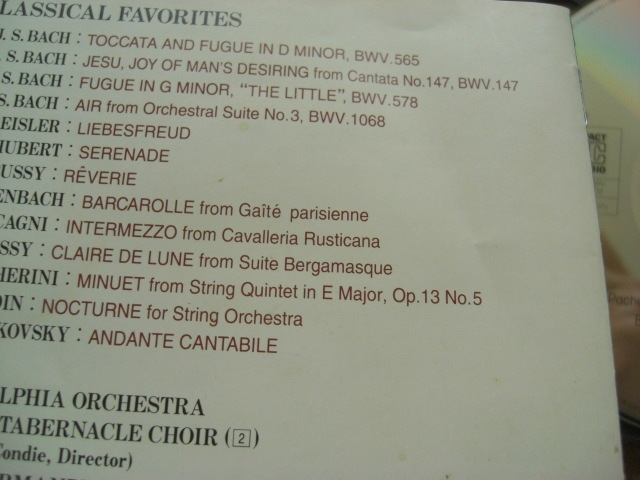 LASSICAL FAVORITES
J. S. BACH : TOCCATA AND FUGUE IN D MINOR, BWV.565
. S. BACH : JESU, JOY OF MAN'S DESIRING from Cantata No.147, BWV.147
S. BACH : FUGUE IN G MINOR, "THE LITTLE", BWV.578
S. BACH : AIR from Orchestral Suite No.3, BWV.1068
EISLER : LIEBESFREUD
HUBERT : SERENADE
USSY : RÊVERIE
ENBACH : BARCAROLLE from Gaîté parisienne
CAGNI : INTERMEZZO from Cavalleria Rusticana
SSY : CLAIRE DE LUNE from Suite Bergamasque
HERINI : MINUET from String Quintet in E Major, Op.13 No.5
DIN : NOCTURNE for String Orchestra
KOVSKY : ANDANTE CANTABILE
LPHIA ORCHESTRA
TABERNACLE CHOIR (2)
Condie, Director)